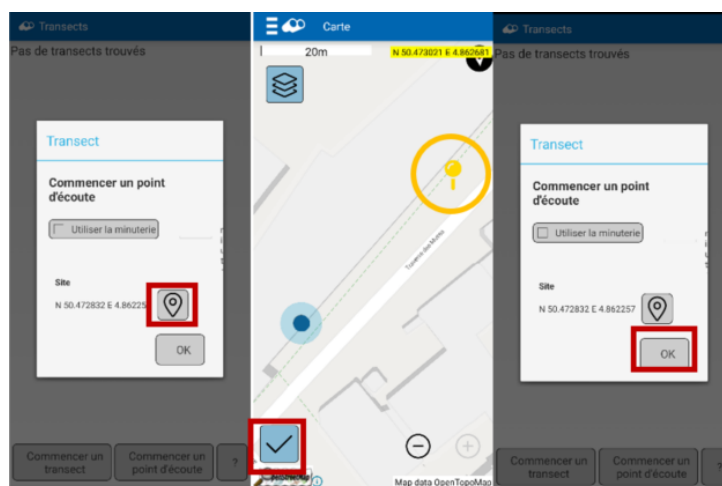 Transects
Pas de transects trouvés
Transect
Commencer un point
d'écoute
Utiliser la minuterie
Site
N 50.472832 E 4.86225
OK
Commencer un
transect
Commencer un
point d'écoute
?
Carte
20m
N 50.473021 E 4.862681
Traverse des Muses
Map data OpenTopoMap
Transects
Pas de transects trouvés
Transect
Commencer un point
d'écoute
Utiliser la minuterie
Site
N 50.472832 E 4.862257
OK
Commencer un
transect
Commencer un
point d'écoute
?